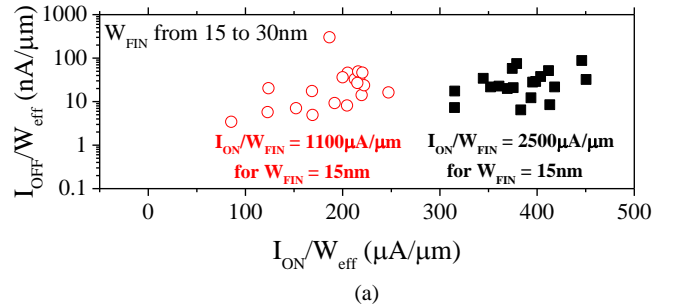 W_FIN from 15 to 30nm
1000
100
10
1
0.1
I_OFF/W_eff (nA/μm)
I_ON/W_FIN = 1100μA/μm
for W_FIN = 15nm
I_ON/W_FIN = 2500μA/μm
for W_FIN = 15nm
0 100 200 300 400 500
I_ON/W_eff (μA/μm)
(a)